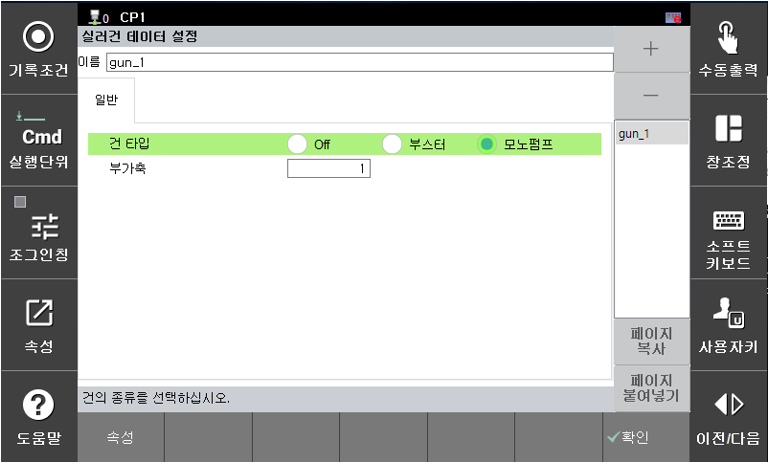 0 CP1
실러건 데이터 설정
이름 gun_1
일반
건 타입 Off 부스터 모노펌프
부가축 1
건의 종류를 선택하십시오.
기록조건
Cmd
실행단위
조그인칭
속성
도움말
+
−
gun_1
페이지
복사
페이지
붙여넣기
수동출력
창조정
소프트
키보드
U
사용자키
이전/다음
속성
확인